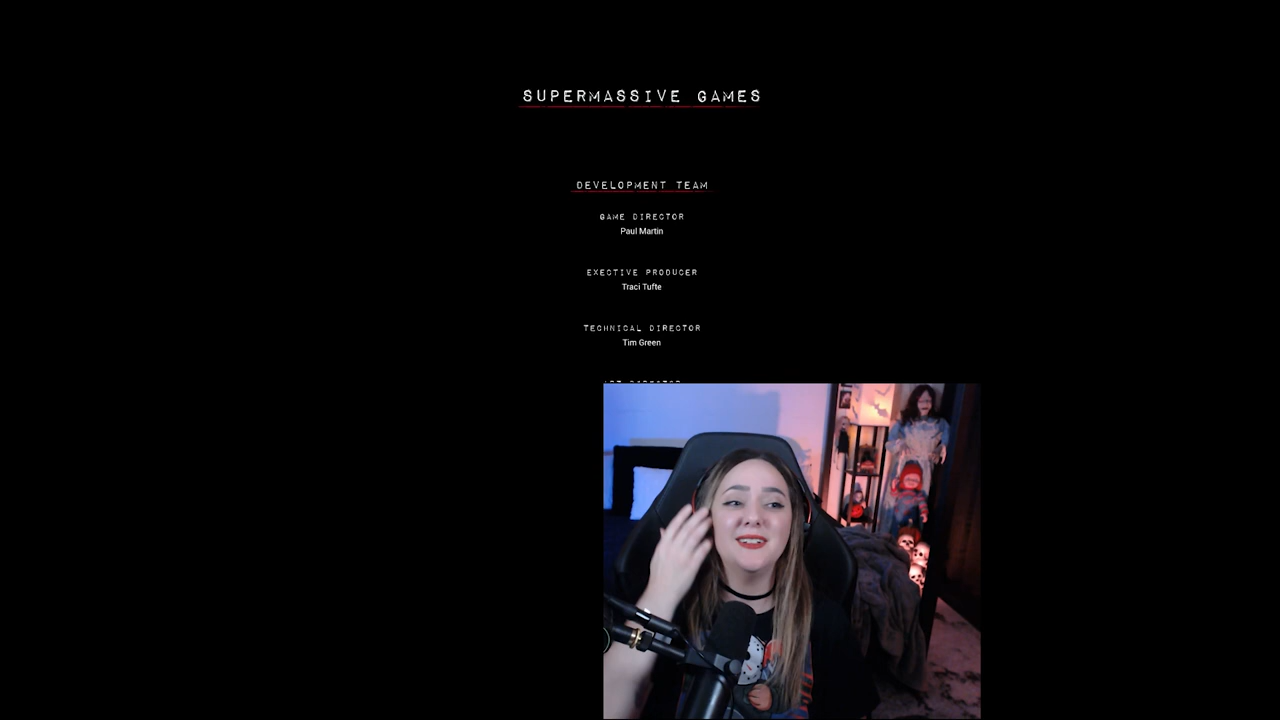 SUPERMASSIVE GAMES
DEVELOPMENT TEAM
GAME DIRECTOR
Paul Martin
EXECTIVE PRODUCER
Traci Tufte
TECHNICAL DIRECTOR
Tim Green